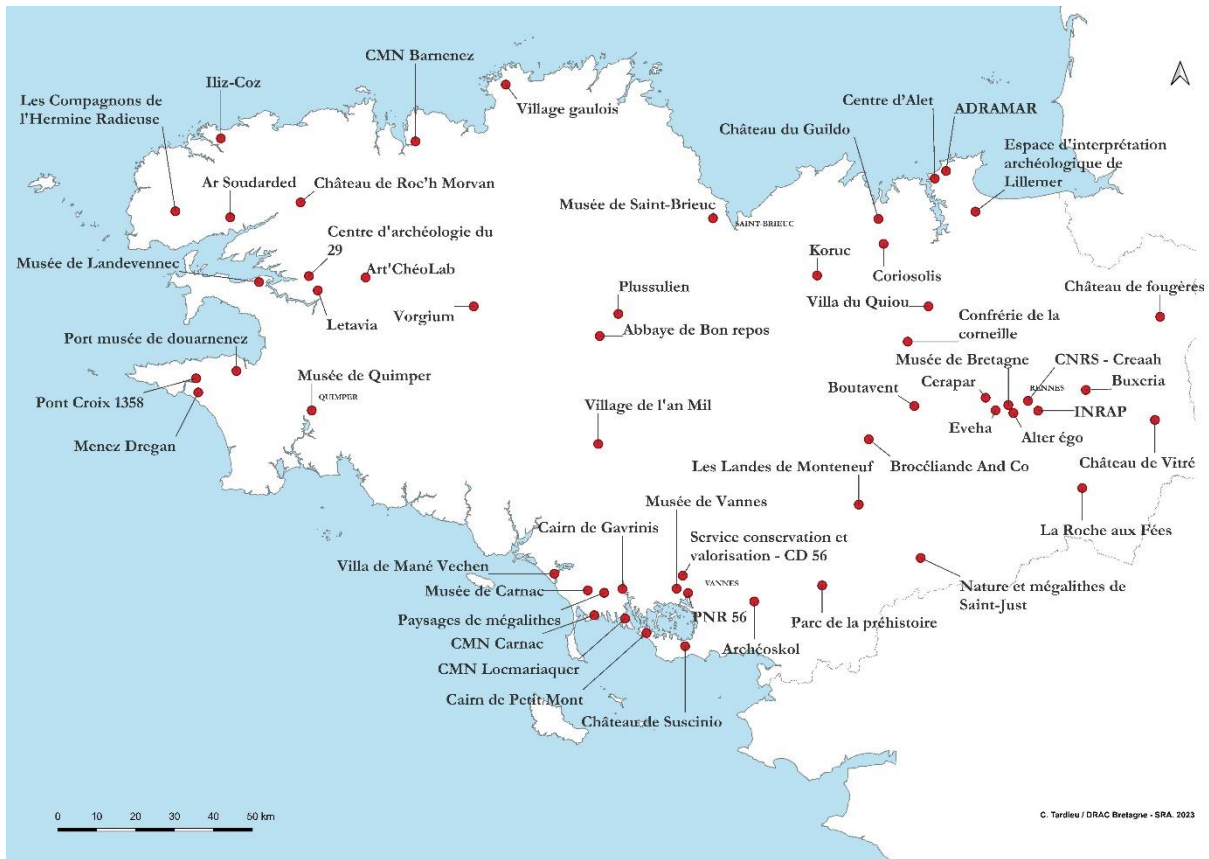 CMN Barnenez
Iliz-Coz
Les Compagnons de
l'Hermine Radieuse
Village gaulois
Centre d'Alet
ADRAMAR
Château du Guildo
Espace d'interprétation
archéologique de
Lillemer
Ar Soudarded
Château de Roc'h Morvan
Musée de Saint-Brieuc
SAINT-BRIEUC
Centre d'archéologie du
29
Musée de Landevennec
Art'ChéoLab
Koruc
Coriosolis
Letavia
Vorgium
Plussulien
Villa du Quiou
Château de fougères
Abbaye de Bon repos
Confrérie de la
corneille
Port musée de douarnenez
Musée de Bretagne
CNRS - Creaah
Musée de Quimper
QUIMPER
Cerapar
RENNES
Buxeria
Pont Croix 1358
Boutavent
Village de l'an Mil
Eveha
INRAP
Alter égo
Menez Dregan
Brocéliande And Co
Château de Vitré
Les Landes de Monteneuf
Musée de Vannes
Cairn de Gavrinis
La Roche aux Fées
Service conservation et
valorisation - CD 56
Villa de Mané Vechen
VANNES
Nature et mégalithes de
Saint-Just
Musée de Carnac
Paysages de mégalithes
PNR 56
Parc de la préhistoire
CMN Carnac
Archéoskol
CMN Locmariaquer
Cairn de Petit Mont
Château de Suscinio
0 10 20 30 40 50 km
C. Tardieu / DRAC Bretagne - SRA. 2023